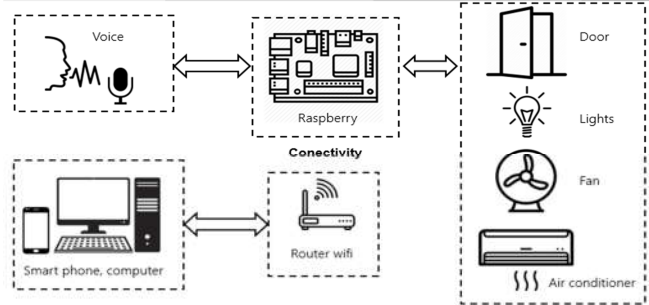 Voice
Raspberry
Door
Lights
Fan
Air conditioner
Conectivity
Smart phone, computer
Router wifi